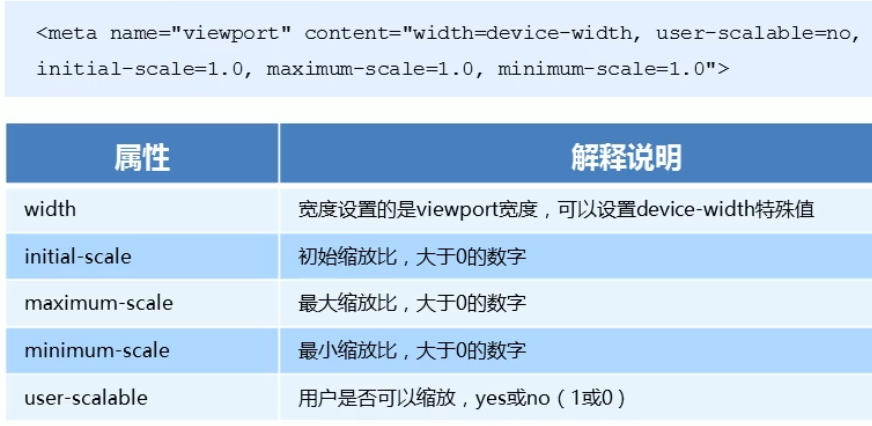 <meta name="viewport" content="width=device-width, user-scalable=no,
initial-scale=1.0, maximum-scale=1.0, minimum-scale=1.0">
属性 解释说明
width 宽度设置的是viewport宽度，可以设置device-width特殊值
initial-scale 初始缩放比，大于0的数字
maximum-scale 最大缩放比，大于0的数字
minimum-scale 最小缩放比，大于0的数字
user-scalable 用户是否可以缩放，yes或no（1或0）